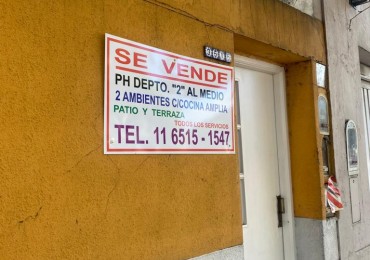 SE VENDE
PH DEPTO. "2" AL MEDIO
2 AMBIENTES C/COCINA AMPLIA
PATIO Y TERRAZA
TODOS LOS SERVICIOS
TEL. 11 6515 - 1547